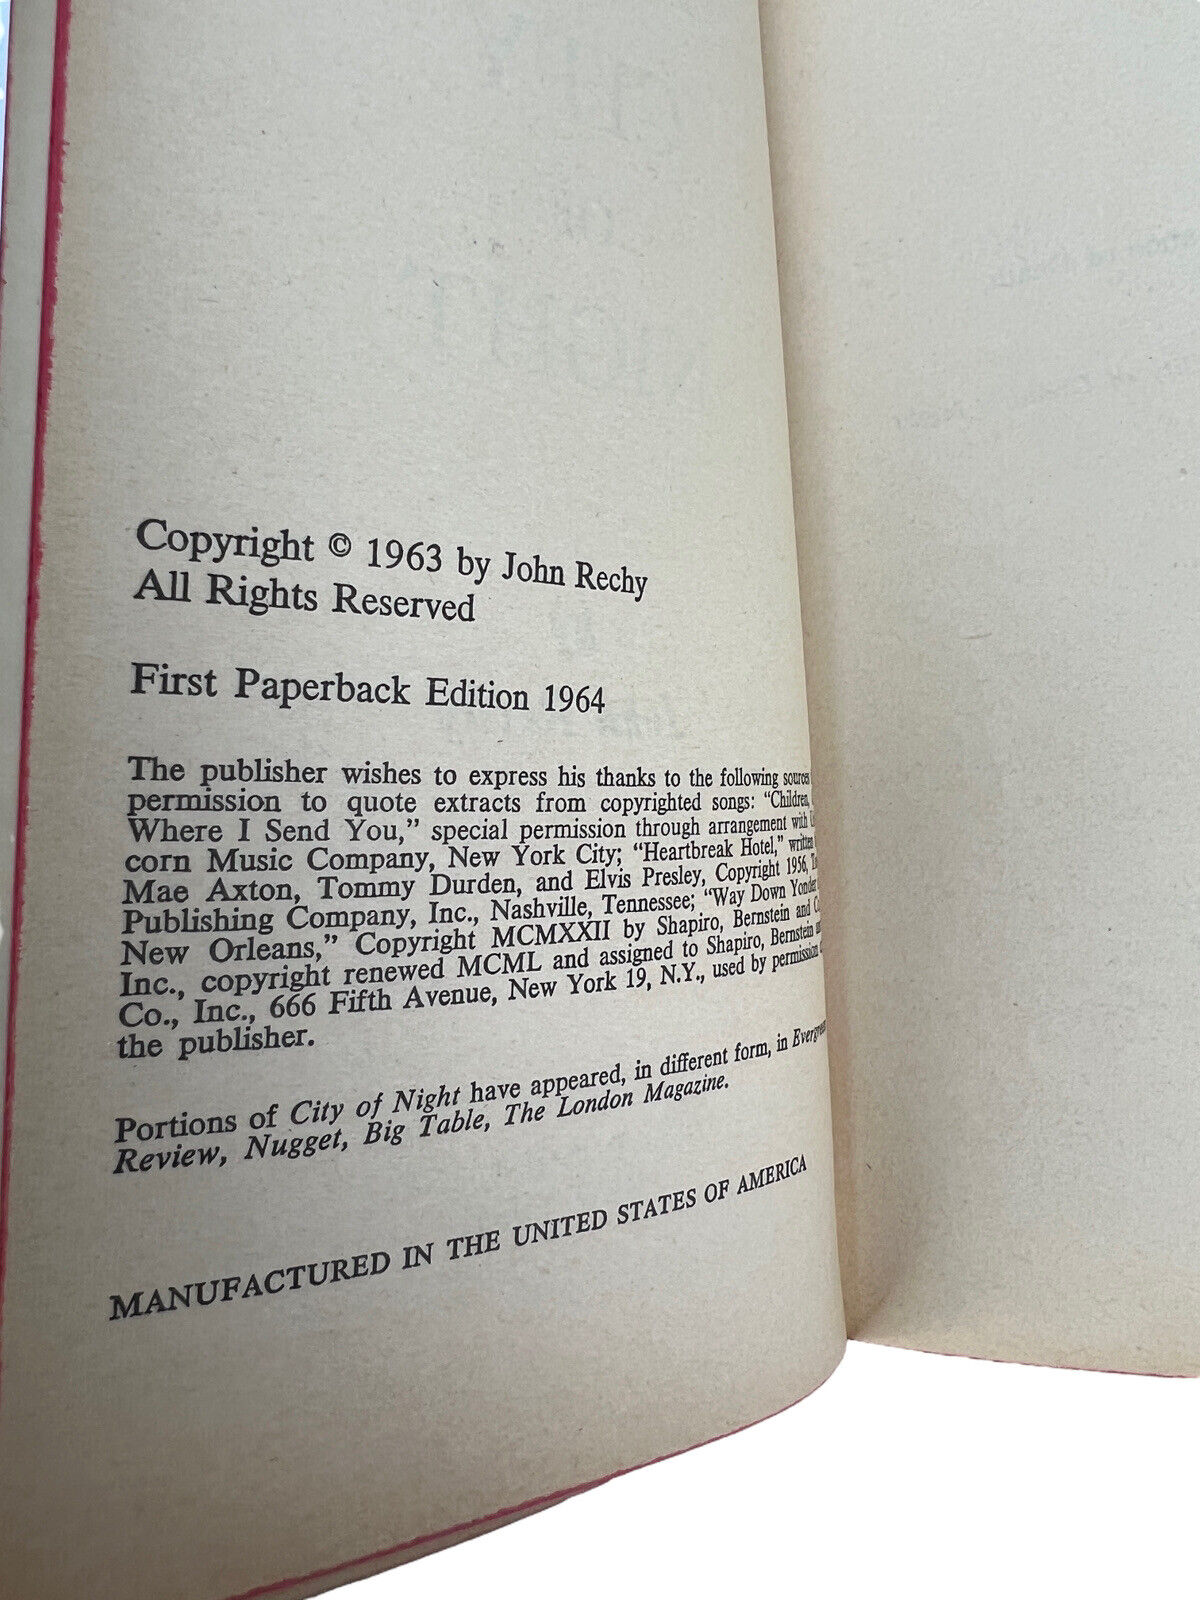 Copyright © 1963 by John Rechy
All Rights Reserved
First Paperback Edition 1964
The publisher wishes to express his thanks to the following sources
permission to quote extracts from copyrighted songs: "Children,
Where I Send You," special permission through arrangement with
corn Music Company, New York City; "Heartbreak Hotel," written
Mae Axton, Tommy Durden, and Elvis Presley, Copyright 1956,
Publishing Company, Inc., Nashville, Tennessee; "Way Down Yonder
New Orleans," Copyright MCMXXII by Shapiro, Bernstein and
Inc., copyright renewed MCML and assigned to Shapiro, Bernstein
Co., Inc., 666 Fifth Avenue, New York 19, N.Y., used by permission
the publisher.
Portions of City of Night have appeared, in different form, in
Review, Nugget, Big Table, The London Magazine.
MANUFACTURED IN THE UNITED STATES OF AMERICA